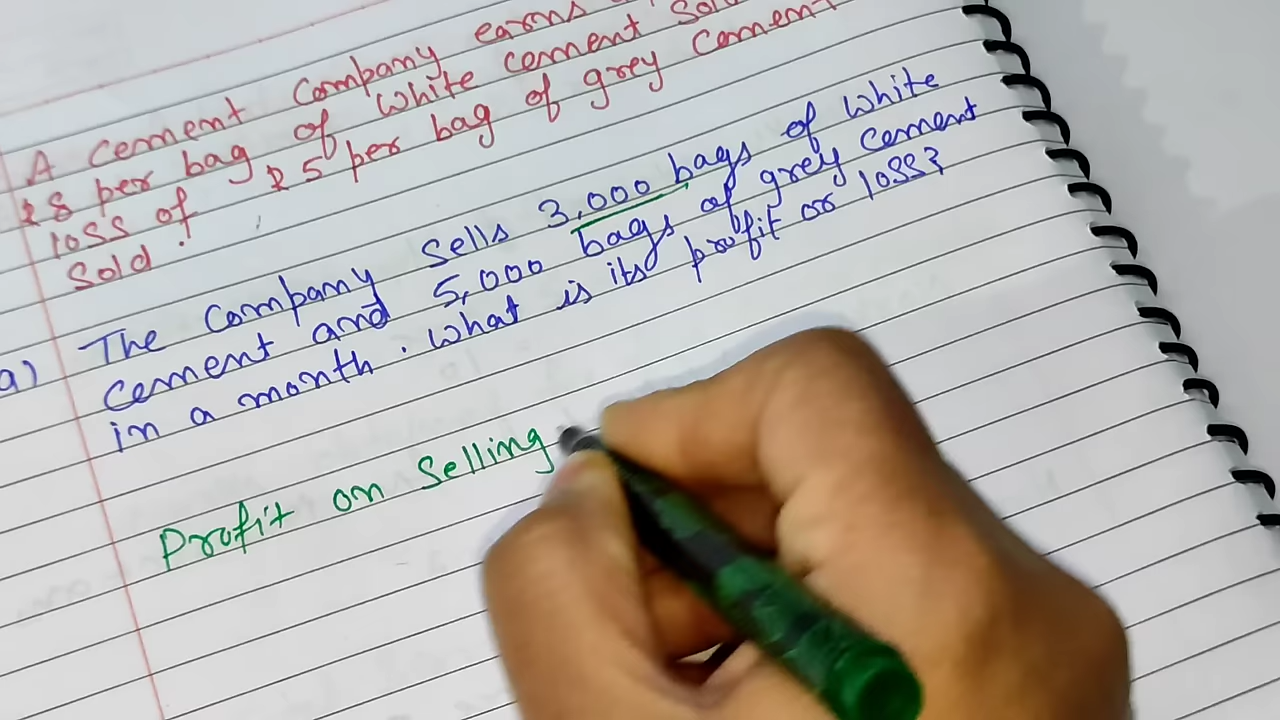 A cement Company earns
₹8 per bag of white cement Sold
loss of ₹5 per bag of grey cement
Sold.
a) The Company Sells 3,000 bags of white
cement and 5,000 bags of grey cement
in a month. What is its profit or loss?
Profit on Selling